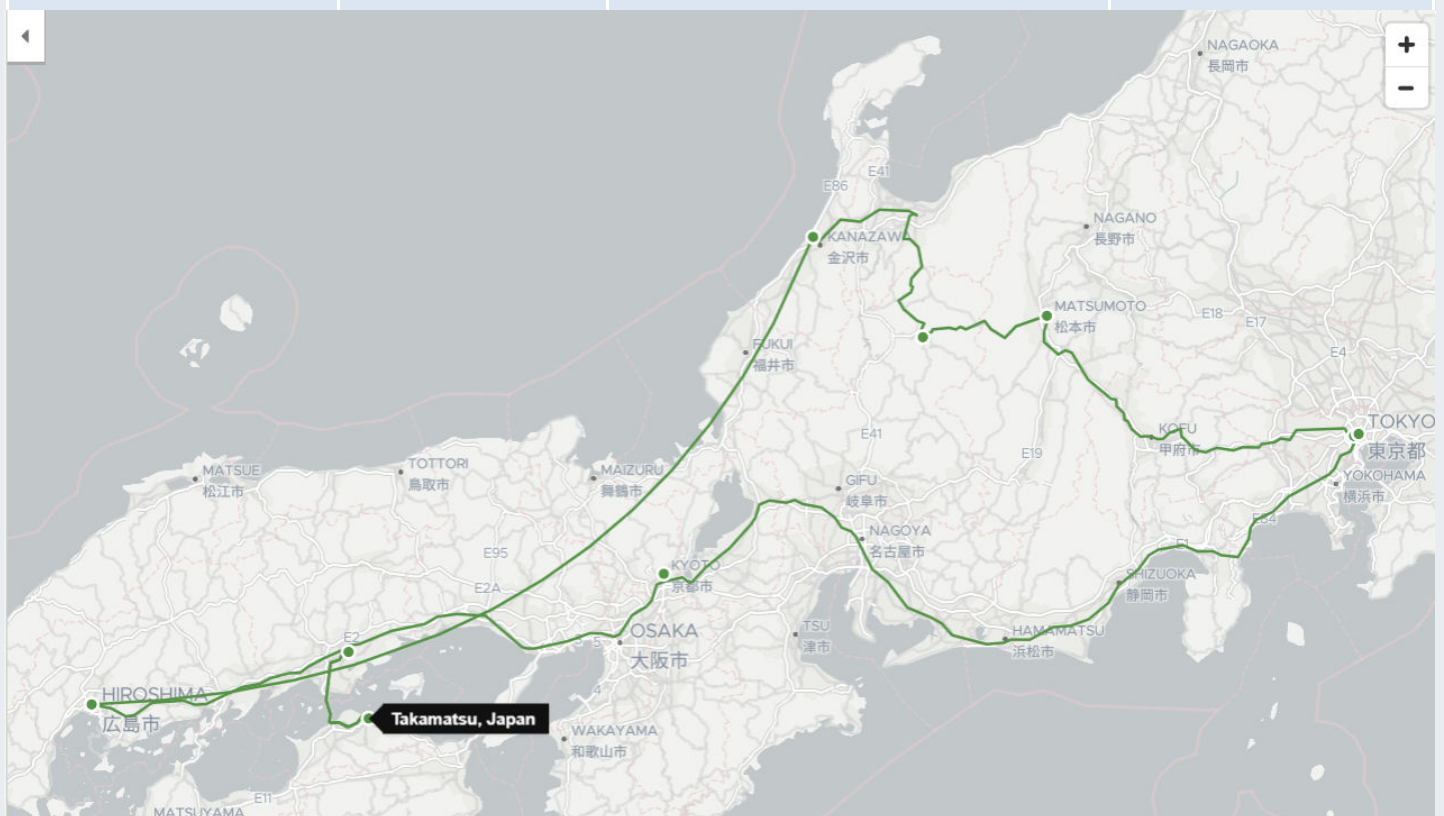 NAGAOKA
長岡市
E41
E86
NAGANO
長野市
KANAZAWA
金沢市
MATSUMOTO
松本市
E18
E17
FUKUI
福井市
E4
TOKYO
東京都
KOFU
甲府市
E41
E19
MATSUE
松江市
TOTTORI
鳥取市
MAIZURU
舞鶴市
GIFU
岐阜市
YOKOHAMA
横浜市
E84
NAGOYA
名古屋市
E95
E1
KYOTO
京都市
E2A
SHIZUOKA
静岡市
E2
OSAKA
大阪市
3
5
TSU
津市
HAMAMATSU
浜松市
4
HIROSHIMA
広島市
Takamatsu, Japan
WAKAYAMA
和歌山市
E11
MATSUYAMA